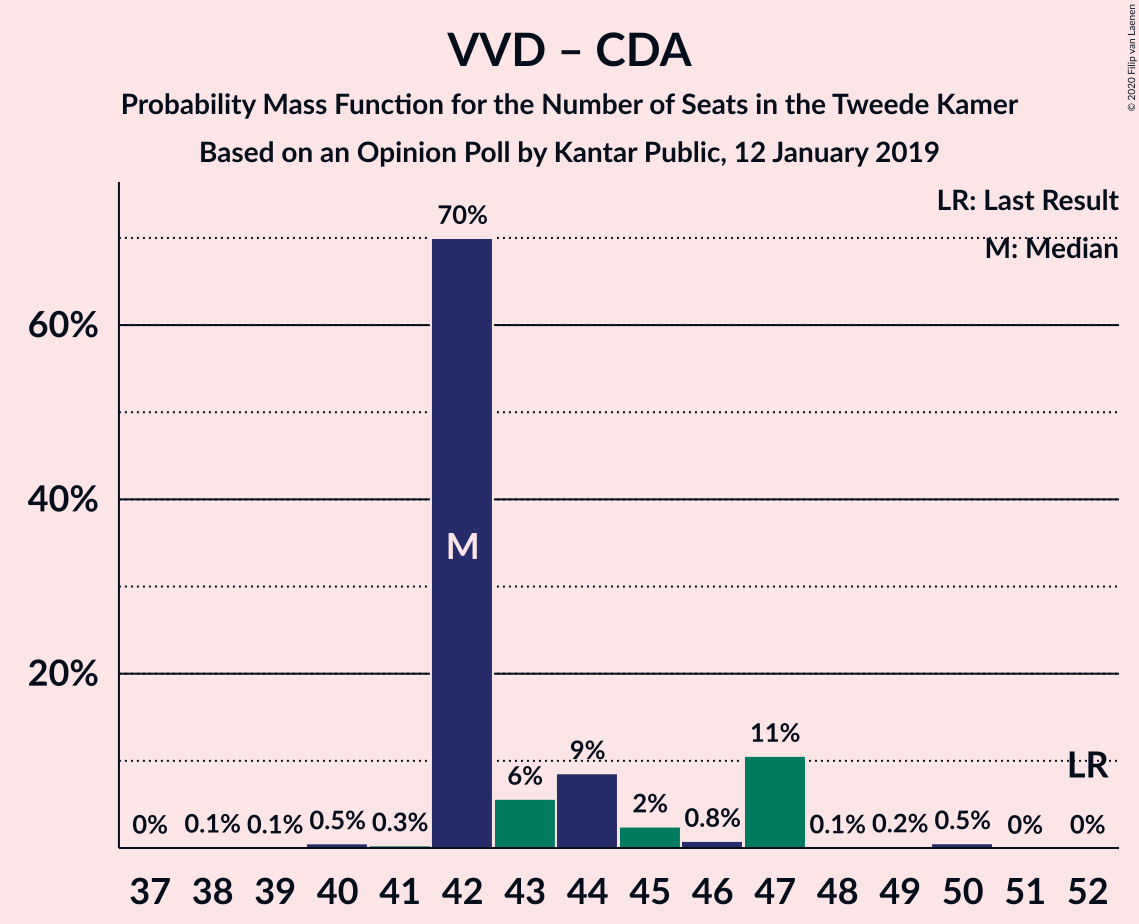 VVD – CDA
Probability Mass Function for the Number of Seats in the Tweede Kamer
Based on an Opinion Poll by Kantar Public, 12 January 2019
© 2020 Filip van Laenen
LR: Last Result
M: Median
60%
40%
20%
0% 0.1% 0.1% 0.5% 0.3% 70% 6% 9% 2% 0.8% 11% 0.1% 0.2% 0.5% 0% 0%
M
LR
37 38 39 40 41 42 43 44 45 46 47 48 49 50 51 52